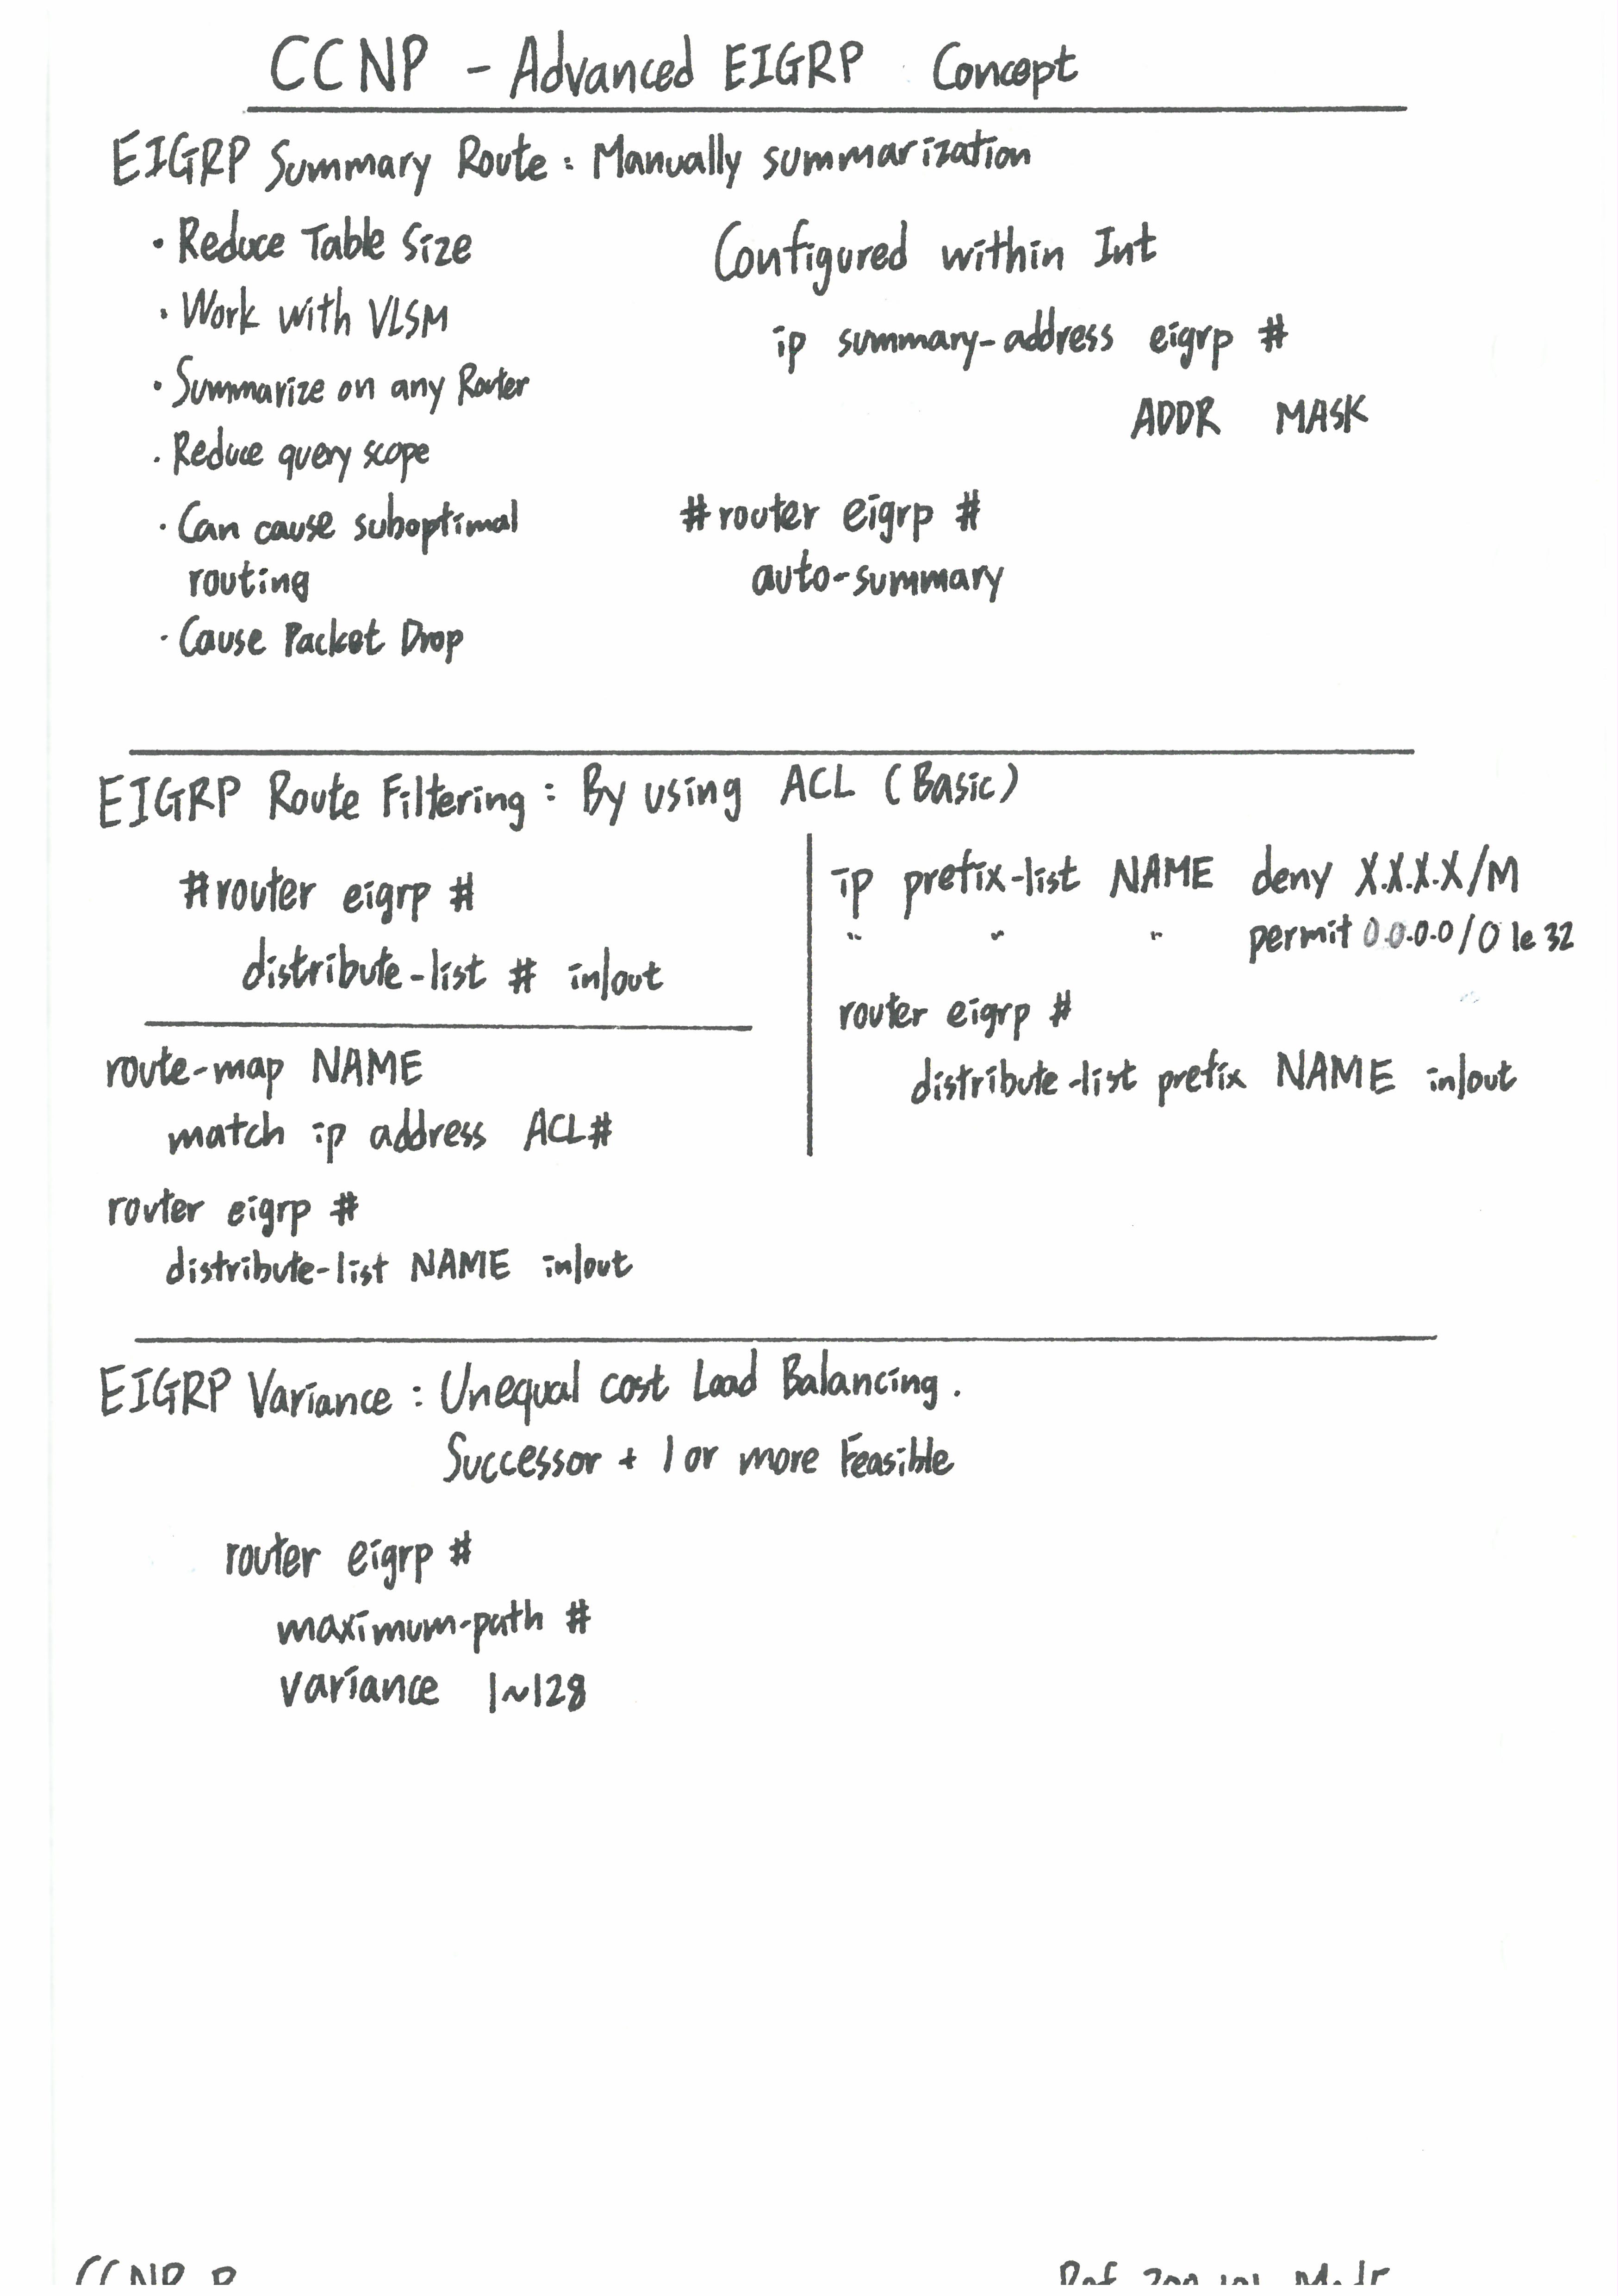 CCNP - Advanced EIGRP Concept
EIGRP Summary Route : Manually summarization
· Reduce Table Size
· Work with VLSM
· Summarize on any Router
· Reduce query scope
· Can cause suboptimal
routing
· Cause Packet Drop
Configured within Int
ip summary-address eigrp #
ADDR MASK
#router eigrp #
auto-summary
EIGRP Route Filtering : By using ACL (Basic)
#router eigrp #
distribute-list # in/out
route-map NAME
match ip address ACL#
router eigrp #
distribute-list NAME in/out
ip prefix-list NAME deny X.X.X.X/M
" " " permit 0.0.0.0/0 le 32
router eigrp #
distribute-list prefix NAME in/out
EIGRP Variance : Unequal cost Load Balancing.
Successor + 1 or more Feasible
router eigrp #
maximum-path #
variance 1~128
CCNP